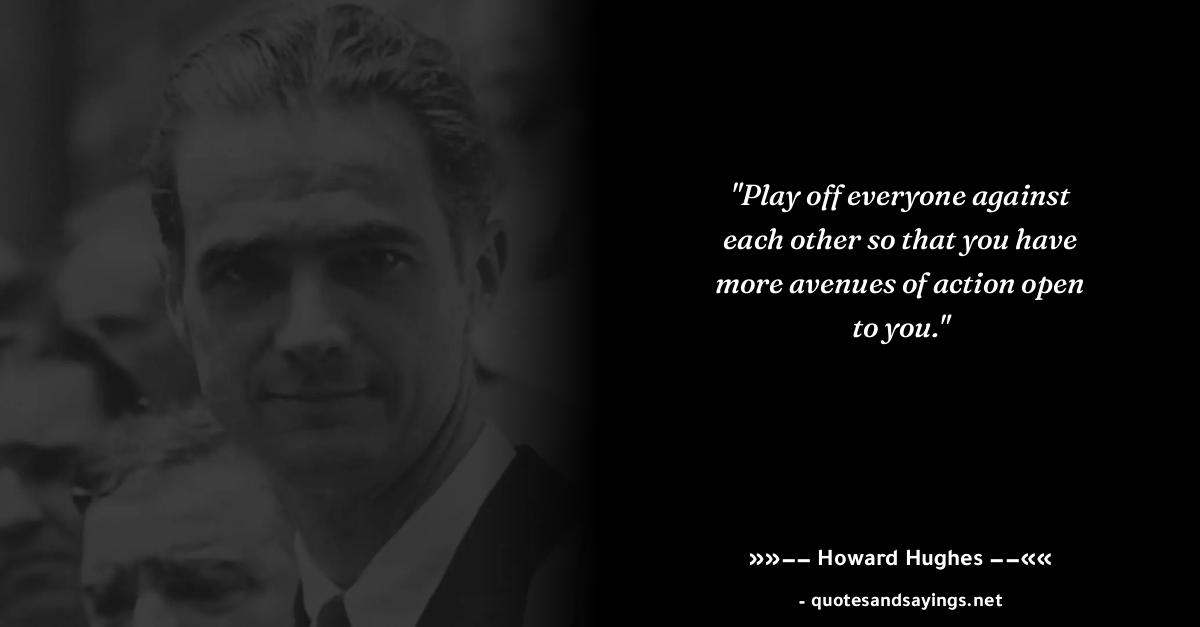 "Play off everyone against
each other so that you have
more avenues of action open
to you."
»»–– Howard Hughes ––««
- quotesandsayings.net